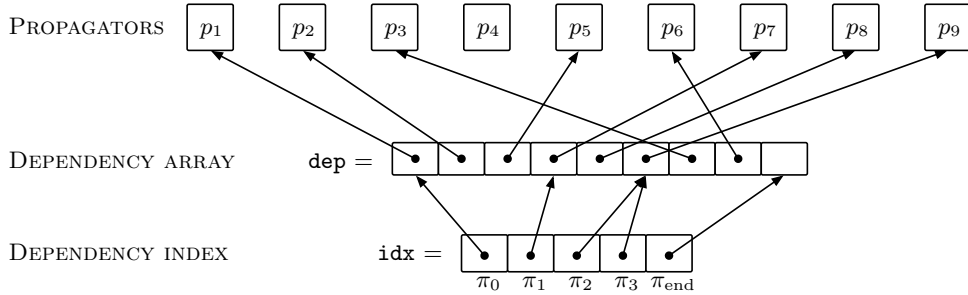 PROPAGATORS p₁ p₂ p₃ p₄ p₅ p₆ p₇ p₈ p₉
DEPENDENCY ARRAY dep =
DEPENDENCY INDEX idx =
π₀ π₁ π₂ π₃ πend